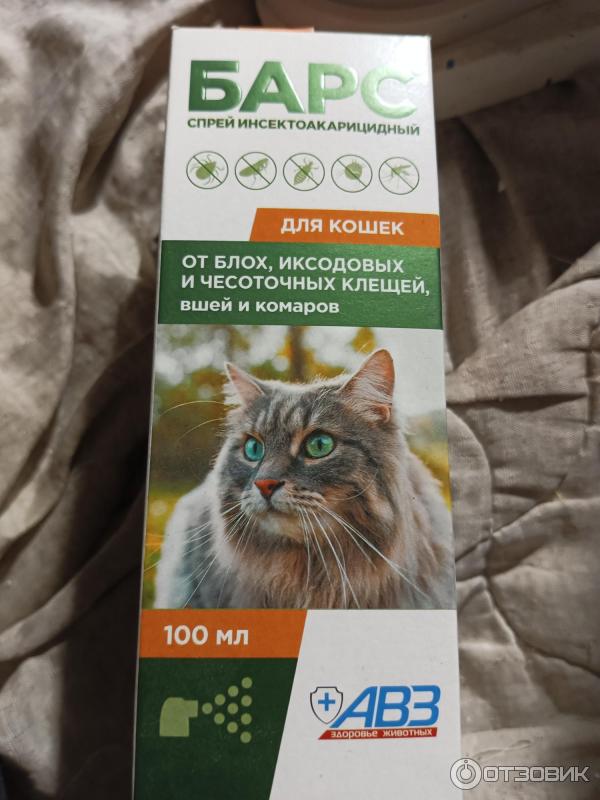 БАРС
СПРЕЙ ИНСЕКТОАКАРИЦИДНЫЙ
ДЛЯ КОШЕК
ОТ БЛОХ, ИКСОДОВЫХ
И ЧЕСОТОЧНЫХ КЛЕЩЕЙ,
вшей и комаров
100 мл
АВЗ
здоровье животных
ОТЗОВИК